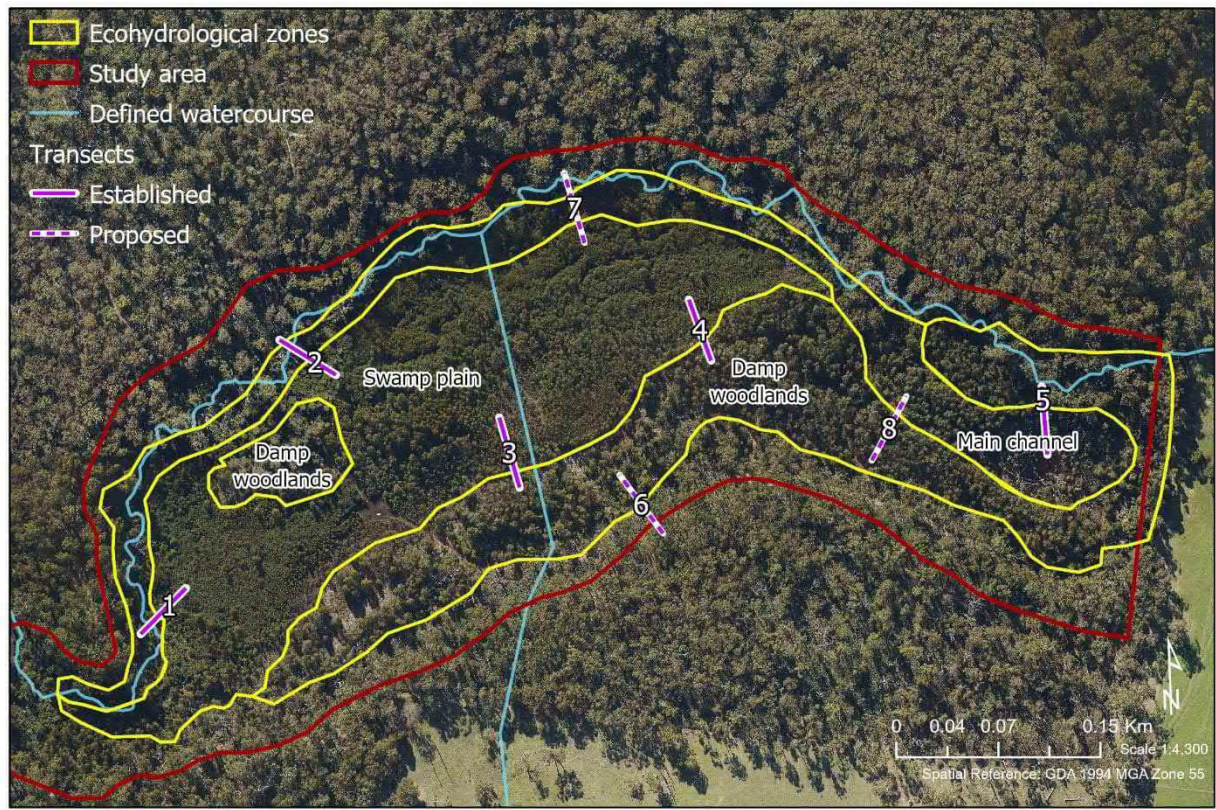 Ecohydrological zones
Study area
Defined watercourse
Transects
Established
Proposed
7
4
2
Swamp plain
Damp
woodlands
5
8
Main channel
3
Damp
woodlands
6
1
N
0 0.04 0.07 0.15 Km
Scale 1:4,300
Spatial Reference: GDA 1994 MGA Zone 55